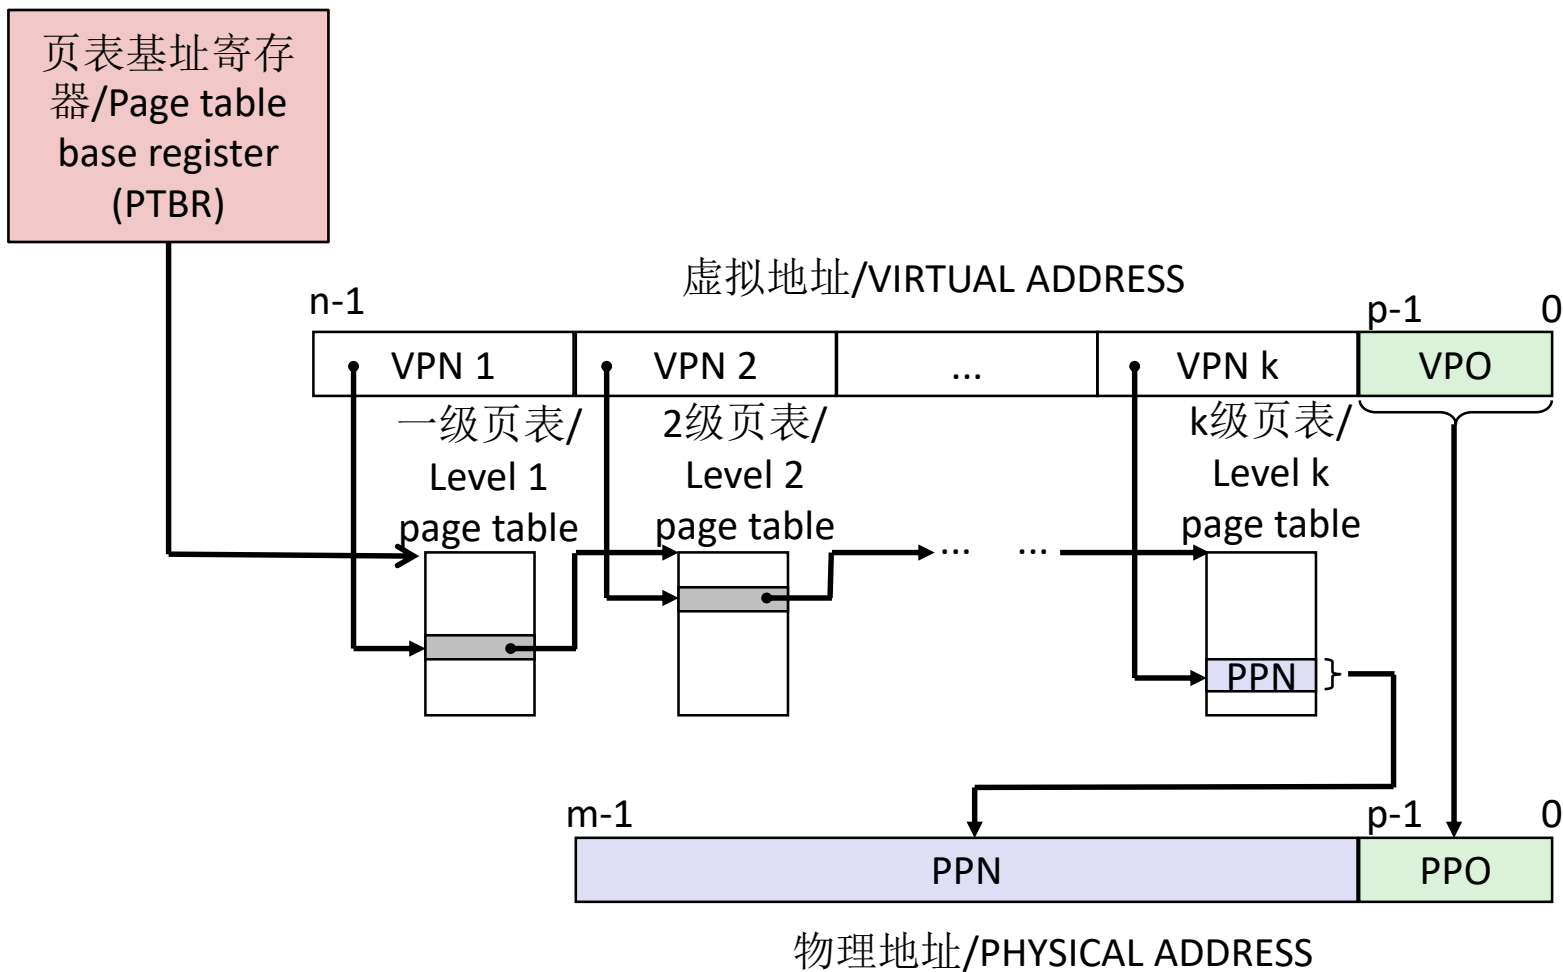 页表基址寄存
器/Page table
base register
(PTBR)
虚拟地址/VIRTUAL ADDRESS
n-1
p-1
0
VPN 1
VPN 2
...
VPN k
VPO
一级页表/
Level 1
page table
2级页表/
Level 2
page table
k级页表/
Level k
page table
...
...
PPN
m-1
p-1
0
PPN
PPO
物理地址/PHYSICAL ADDRESS